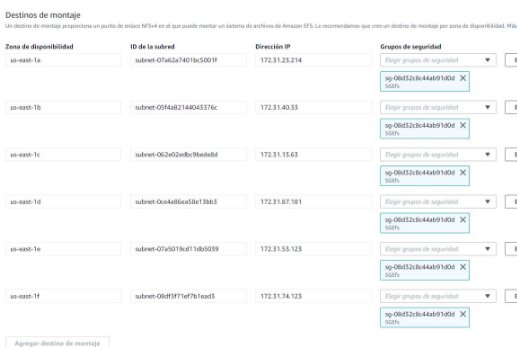 Destinos de montaje
Un destino de montaje proporciona un punto de enlace NFSv4 en el que puede montar un sistema de archivos de Amazon EFS. Le recomendamos que cree un destino de montaje por zona de disponibilidad. Más
Zona de disponibilidad ID de la subred Dirección IP Grupos de seguridad
us-east-1a subnet-07a62a7401bc5001f 172.31.23.214 Elegir grupos de seguridad
sg-08d32c8c44ab91d0d X
SGEfs
us-east-1b subnet-05f4a82144043376c 172.31.40.33 Elegir grupos de seguridad
sg-08d32c8c44ab91d0d X
SGEfs
us-east-1c subnet-062e02edbc9bede8d 172.31.13.63 Elegir grupos de seguridad
sg-08d32c8c44ab91d0d X
SGEfs
us-east-1d subnet-0ce4a86ea58e13bb3 172.31.87.181 Elegir grupos de seguridad
sg-08d32c8c44ab91d0d X
SGEfs
us-east-1e subnet-07a5019cd11db5039 172.31.53.123 Elegir grupos de seguridad
sg-08d32c8c44ab91d0d X
SGEfs
us-east-1f subnet-08df3f71ef7b1ead3 172.31.74.123 Elegir grupos de seguridad
sg-08d32c8c44ab91d0d X
SGEfs
Agregar destino de montaje